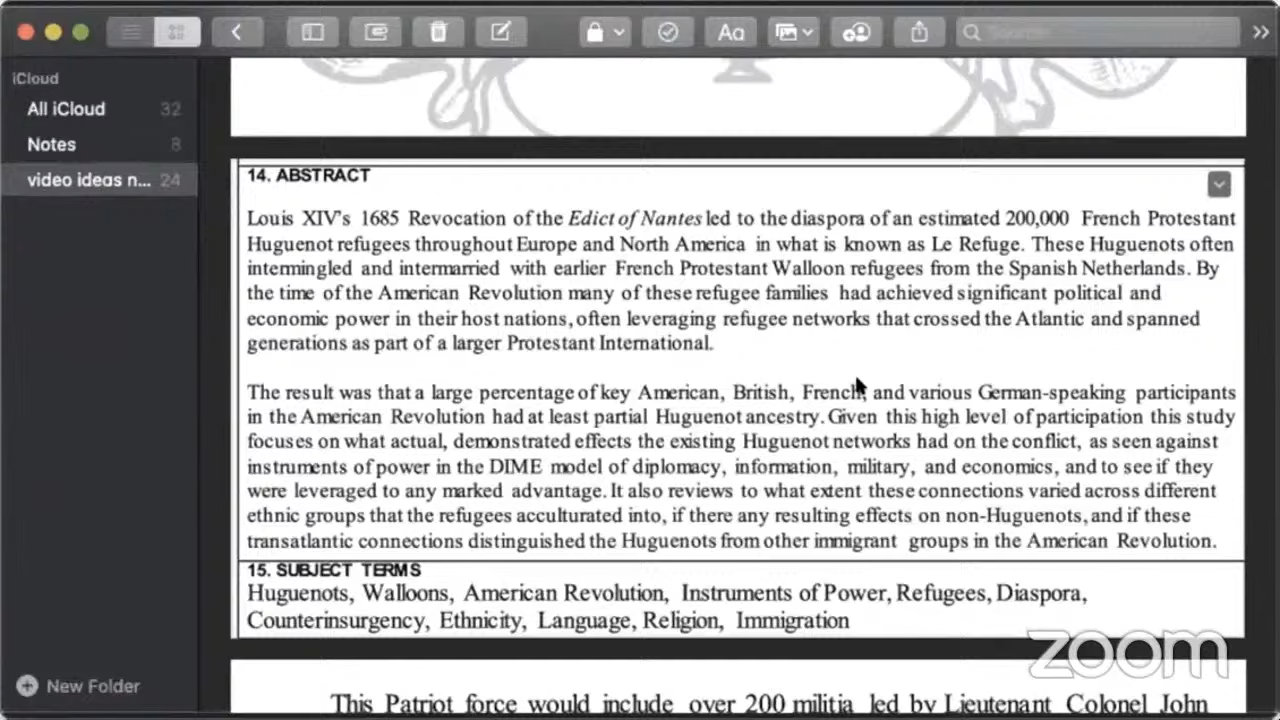 iCloud
All iCloud 32
Notes 8
video ideas n... 24
New Folder
Aa
14. ABSTRACT
Louis XIV's 1685 Revocation of the Edict of Nantes led to the diaspora of an estimated 200,000 French Protestant
Huguenot refugees throughout Europe and North America in what is known as Le Refuge. These Huguenots often
intermingled and intermarried with earlier French Protestant Walloon refugees from the Spanish Netherlands. By
the time of the American Revolution many of these refugee families had achieved significant political and
economic power in their host nations, often leveraging refugee networks that crossed the Atlantic and spanned
generations as part of a larger Protestant International.
The result was that a large percentage of key American, British, French, and various German-speaking participants
in the American Revolution had at least partial Huguenot ancestry. Given this high level of participation this study
focuses on what actual, demonstrated effects the existing Huguenot networks had on the conflict, as seen against
instruments of power in the DIME model of diplomacy, information, military, and economics, and to see if they
were leveraged to any marked advantage. It also reviews to what extent these connections varied across different
ethnic groups that the refugees acculturated into, if there any resulting effects on non-Huguenots, and if these
transatlantic connections distinguished the Huguenots from other immigrant groups in the American Revolution.
15. SUBJECT TERMS
Huguenots, Walloons, American Revolution, Instruments of Power, Refugees, Diaspora,
Counterinsurgency, Ethnicity, Language, Religion, Immigration
zoom
This Patriot force would include over 200 militia led by Lieutenant Colonel John